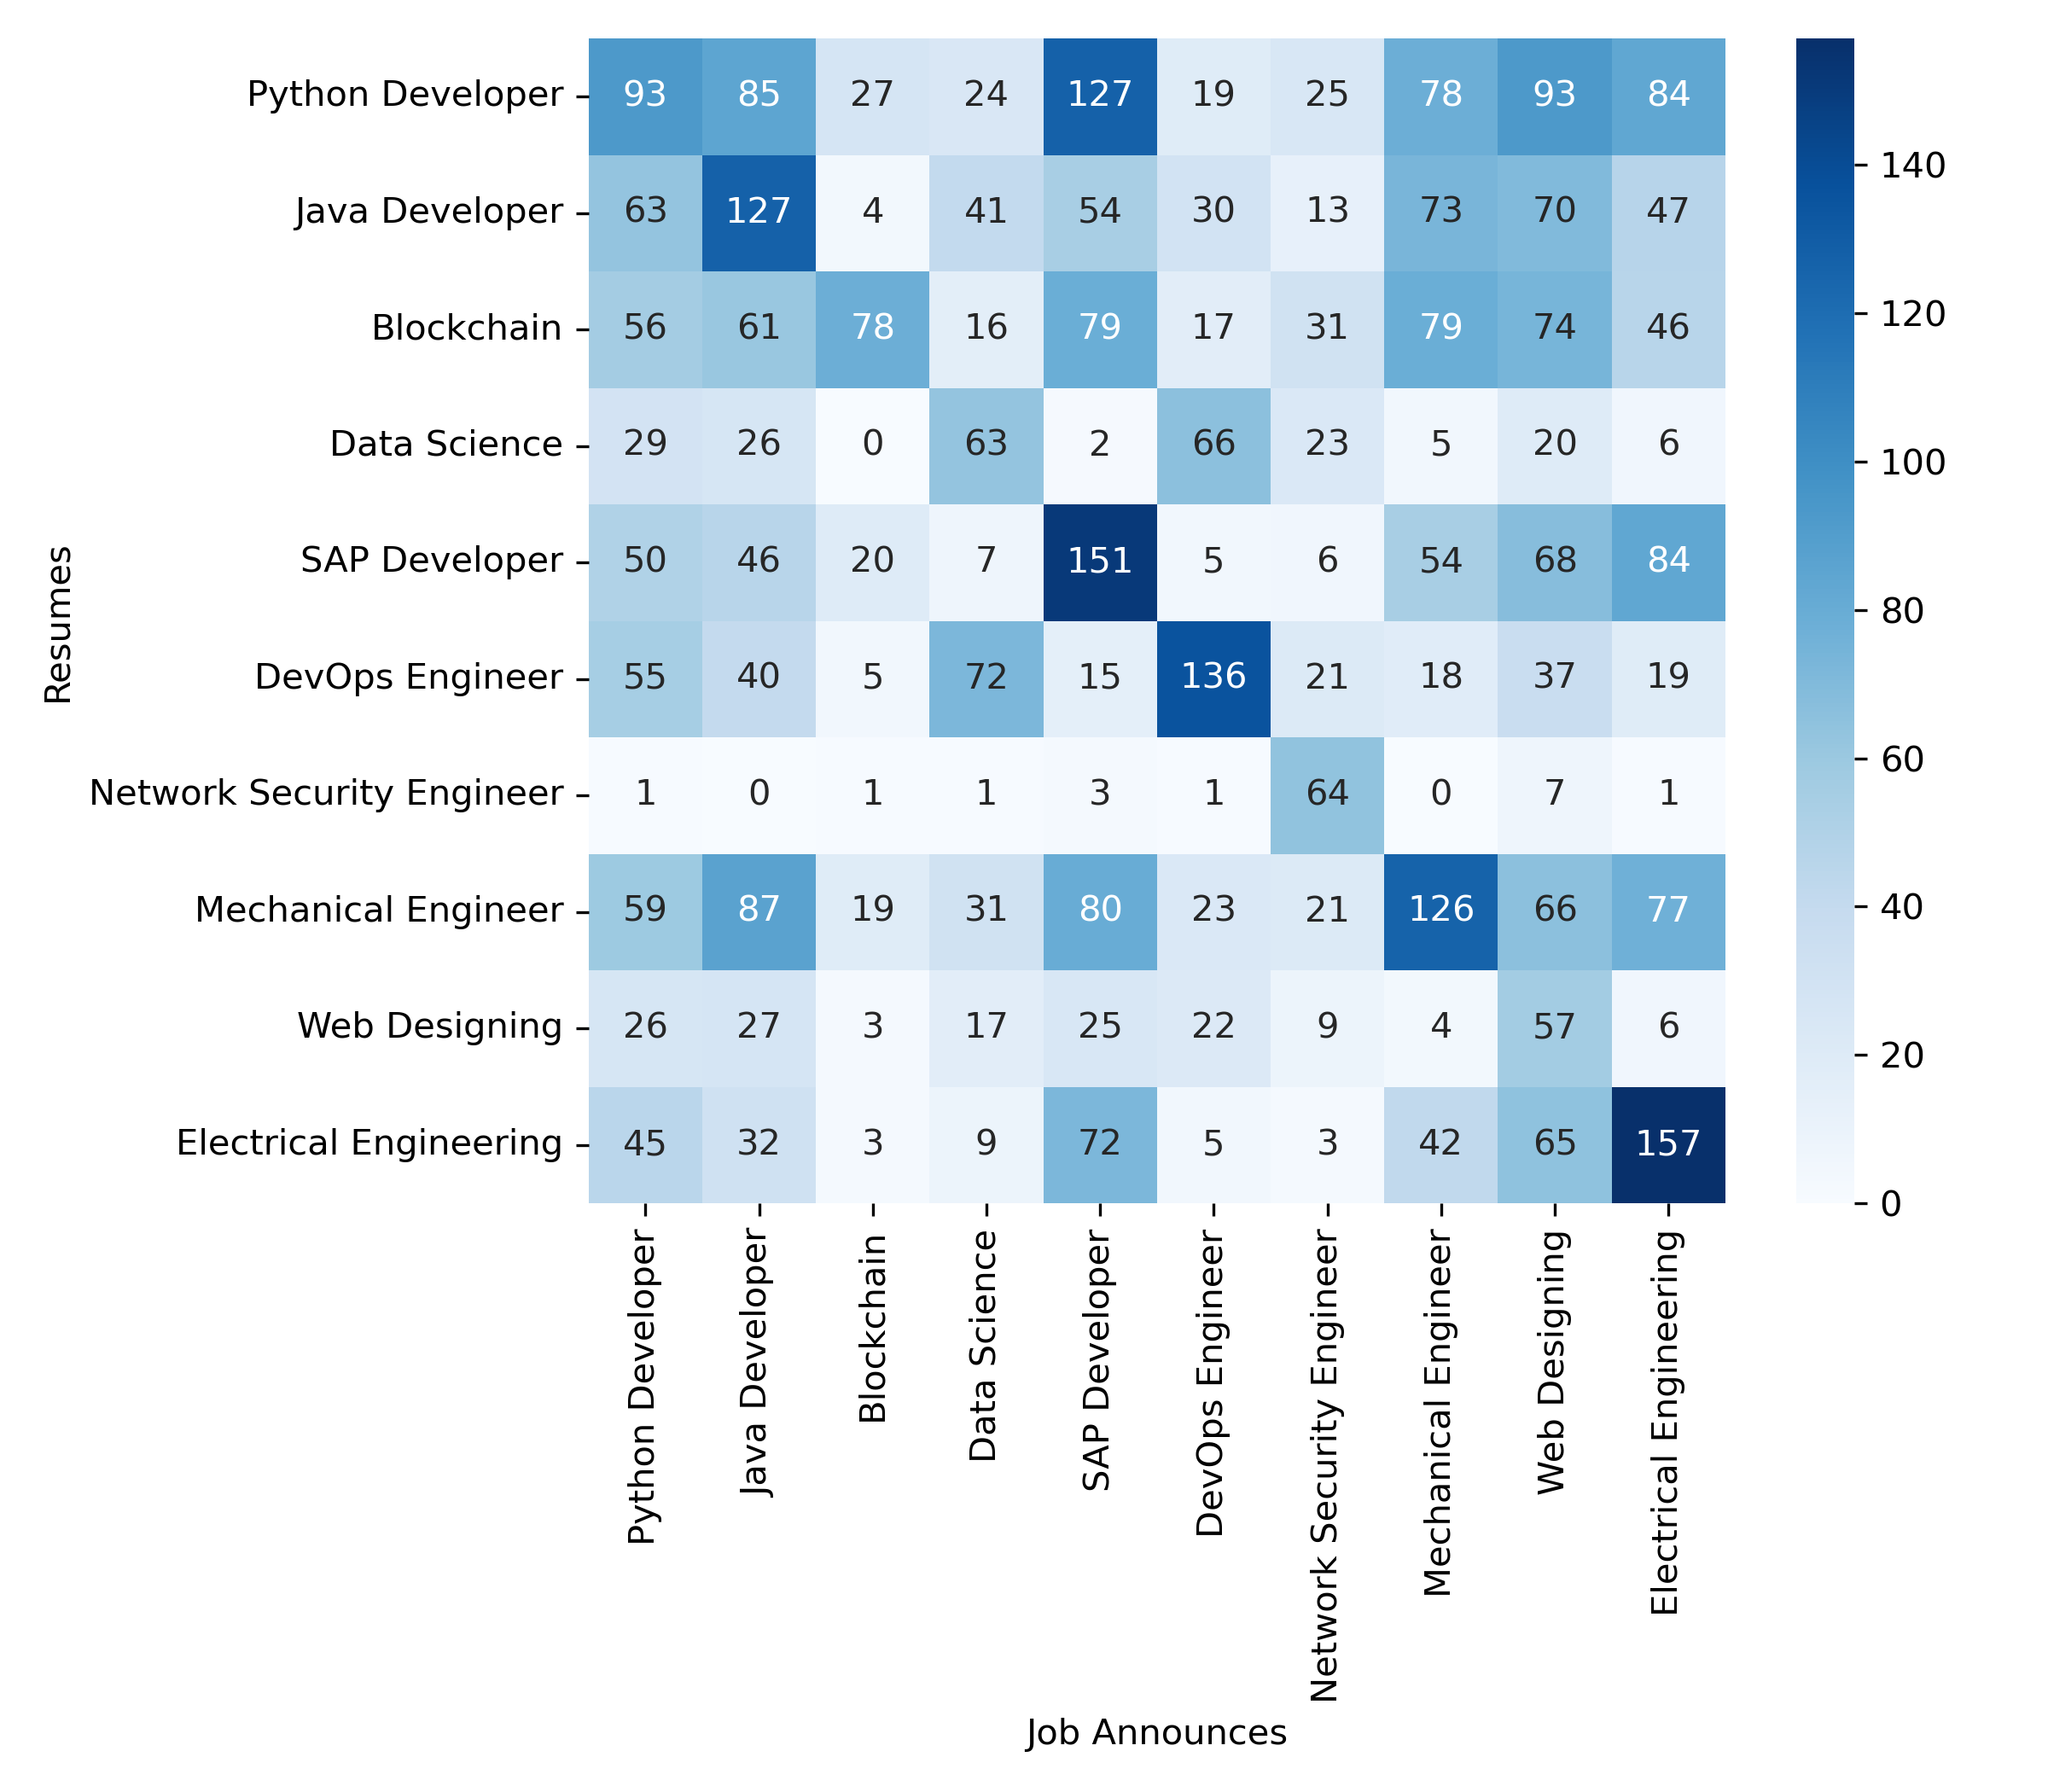 Python Developer 93 85 27 24 127 19 25 78 93 84
140
Java Developer 63 127 4 41 54 30 13 73 70 47
120
Blockchain 56 61 78 16 79 17 31 79 74 46
100
Data Science 29 26 0 63 2 66 23 5 20 6
SAP Developer 50 46 20 7 151 5 6 54 68 84
80
Resumes
DevOps Engineer 55 40 5 72 15 136 21 18 37 19
60
Network Security Engineer 1 0 1 1 3 1 64 0 7 1
Mechanical Engineer 59 87 19 31 80 23 21 126 66 77
40
Web Designing 26 27 3 17 25 22 9 4 57 6
20
Electrical Engineering 45 32 3 9 72 5 3 42 65 157
0
Python Developer
Java Developer
Blockchain
Data Science
SAP Developer
DevOps Engineer
Network Security Engineer
Mechanical Engineer
Web Designing
Electrical Engineering
Job Announces